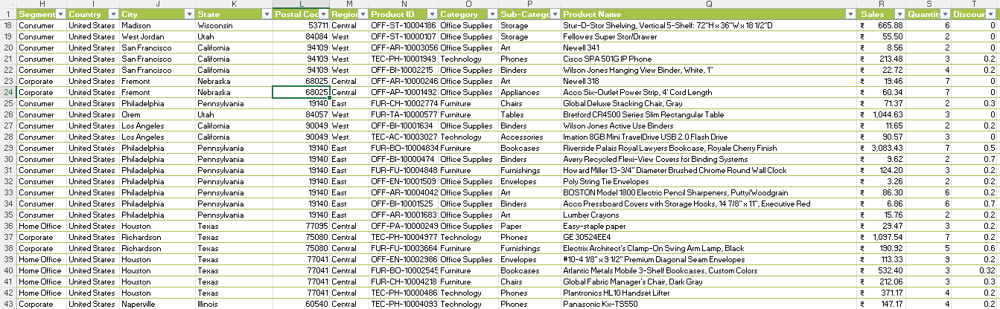 H I J K L M N O P Q R S T
1 Segment Country City State Postal Coc Region Product ID Category Sub-Catego Product Name Sales Quantity Discoun
18 Consumer United States Madison Wisconsin 53711 Central OFF-ST-10004186 Office Supplies Storage Stur-D-Stor Shelving, Vertical 5-Shelf: 72"H x 36"W x 18 1/2"D ₹ 665.88 6 0
19 Consumer United States West Jordan Utah 84084 West OFF-ST-10000107 Office Supplies Storage Fellowes Super Stor/Drawer ₹ 55.50 2 0
20 Consumer United States San Francisco California 94109 West OFF-AR-10003056 Office Supplies Art Newell 341 ₹ 8.56 2 0
21 Consumer United States San Francisco California 94109 West TEC-PH-10001949 Technology Phones Cisco SPA 501G IP Phone ₹ 213.48 3 0.2
22 Consumer United States San Francisco California 94109 West OFF-BI-10002215 Office Supplies Binders Wilson Jones Hanging View Binder, White, 1" ₹ 22.72 4 0.2
23 Corporate United States Fremont Nebraska 68025 Central OFF-AR-10000246 Office Supplies Art Newell 318 ₹ 19.46 7 0
24 Corporate United States Fremont Nebraska 68025 Central OFF-AP-10001492 Office Supplies Appliances Acco Six-Outlet Power Strip, 4' Cord Length ₹ 60.34 7 0
25 Consumer United States Philadelphia Pennsylvania 19140 East FUR-CH-10002774 Furniture Chairs Global Deluxe Stacking Chair, Gray ₹ 71.37 2 0.3
26 Consumer United States Orem Utah 84057 West FUR-TA-10000577 Furniture Tables Bretford CR4500 Series Slim Rectangular Table ₹ 1,044.63 3 0
27 Consumer United States Los Angeles California 90049 West OFF-BI-10001634 Office Supplies Binders Wilson Jones Active Use Binders ₹ 11.65 2 0.2
28 Consumer United States Los Angeles California 90049 West TEC-AC-10003027 Technology Accessories Imation 8GB Mini TravelDrive USB 2.0 Flash Drive ₹ 90.57 3 0
29 Consumer United States Philadelphia Pennsylvania 19140 East FUR-BO-10004834 Furniture Bookcases Riverside Palais Royal Lawyers Bookcase, Royale Cherry Finish ₹ 3,083.43 7 0.5
30 Consumer United States Philadelphia Pennsylvania 19140 East OFF-BI-10000474 Office Supplies Binders Avery Recycled Flexi-View Covers for Binding Systems ₹ 9.62 2 0.7
31 Consumer United States Philadelphia Pennsylvania 19140 East FUR-FU-10004848 Furniture Furnishings Howard Miller 13-3/4" Diameter Brushed Chrome Round Wall Clock ₹ 124.20 3 0.2
32 Consumer United States Philadelphia Pennsylvania 19140 East OFF-EN-10001509 Office Supplies Envelopes Poly String Tie Envelopes ₹ 3.26 2 0.2
33 Consumer United States Philadelphia Pennsylvania 19140 East OFF-AR-10004042 Office Supplies Art BOSTON Model 1800 Electric Pencil Sharpeners, Putty/Woodgrain ₹ 86.30 6 0.2
34 Consumer United States Philadelphia Pennsylvania 19140 East OFF-BI-10001525 Office Supplies Binders Acco Pressboard Covers with Storage Hooks, 14 7/8" x 11", Executive Red ₹ 6.86 6 0.7
35 Consumer United States Philadelphia Pennsylvania 19140 East OFF-AR-10001683 Office Supplies Art Lumber Crayons ₹ 15.76 2 0.2
36 Home Office United States Houston Texas 77095 Central OFF-PA-10000249 Office Supplies Paper Easy-staple paper ₹ 29.47 3 0.2
37 Corporate United States Richardson Texas 75080 Central TEC-PH-10004977 Technology Phones GE 30524EE4 ₹ 1,097.54 7 0.2
38 Corporate United States Richardson Texas 75080 Central FUR-FU-10003664 Furniture Furnishings Electrix Architect's Clamp-On Swing Arm Lamp, Black ₹ 190.92 5 0.6
39 Home Office United States Houston Texas 77041 Central OFF-EN-10002986 Office Supplies Envelopes #10-4 1/8" x 9 1/2" Premium Diagonal Seam Envelopes ₹ 113.33 9 0.2
40 Home Office United States Houston Texas 77041 Central FUR-BO-10002545 Furniture Bookcases Atlantic Metals Mobile 3-Shelf Bookcases, Custom Colors ₹ 532.40 3 0.32
41 Home Office United States Houston Texas 77041 Central FUR-CH-10004218 Furniture Chairs Global Fabric Manager's Chair, Dark Gray ₹ 212.06 3 0.3
42 Home Office United States Houston Texas 77041 Central TEC-PH-10000486 Technology Phones Plantronics HL10 Handset Lifter ₹ 371.17 4 0.2
43 Corporate United States Naperville Illinois 60540 Central TEC-PH-10004093 Technology Phones Panasonic Kx-TS550 ₹ 147.17 2 0.2